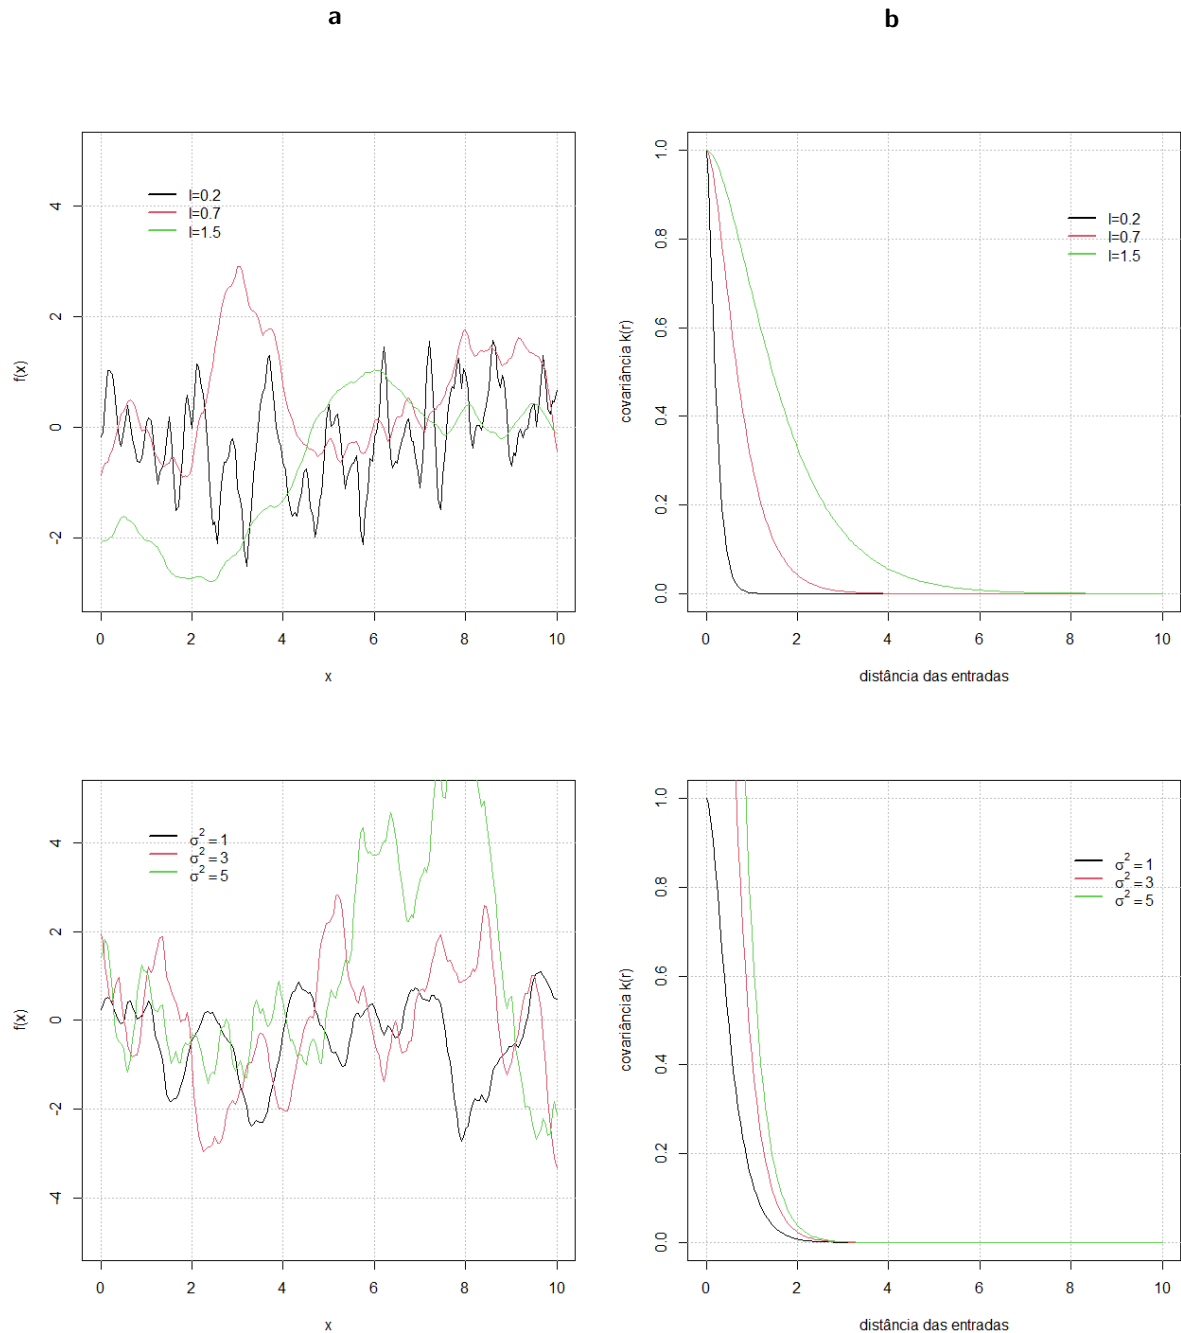 a
b
f(x)
4
2
0
-2
l=0.2
l=0.7
l=1.5
0 2 4 6 8 10
x
covariância k(r)
1.0
0.8
0.6
0.4
0.2
0.0
l=0.2
l=0.7
l=1.5
0 2 4 6 8 10
distância das entradas
f(x)
4
2
0
-2
-4
σ² = 1
σ² = 3
σ² = 5
0 2 4 6 8 10
x
covariância k(r)
1.0
0.8
0.6
0.4
0.2
0.0
σ² = 1
σ² = 3
σ² = 5
0 2 4 6 8 10
distância das entradas